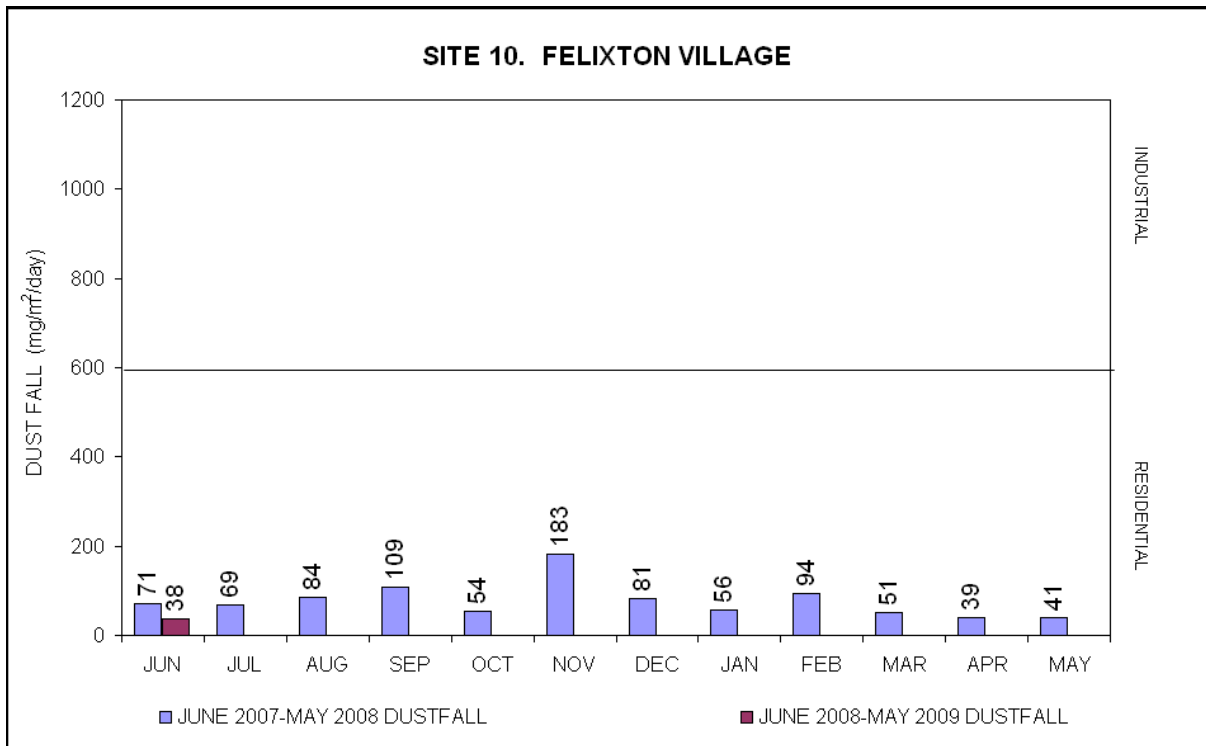 SITE 10. FELIXTON VILLAGE
DUST FALL (mg/m²/day)
1200
1000
800
600
400
200
0
INDUSTRIAL
RESIDENTIAL
71
38
69
84
109
54
183
81
56
94
51
39
41
JUN JUL AUG SEP OCT NOV DEC JAN FEB MAR APR MAY
JUNE 2007-MAY 2008 DUSTFALL
JUNE 2008-MAY 2009 DUSTFALL